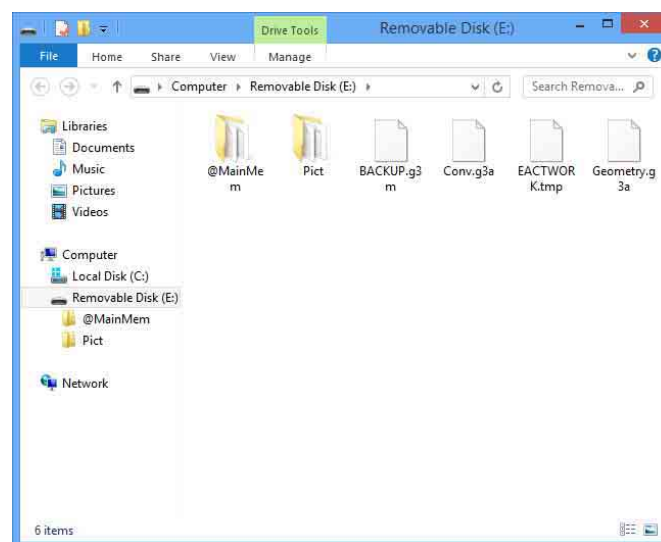 Drive Tools
Removable Disk (E:)
File Home Share View Manage
Computer Removable Disk (E:)
Search Remova...
Libraries
Documents
Music
Pictures
Videos
Computer
Local Disk (C:)
Removable Disk (E:)
@MainMem
Pict
Network
@MainMe
m
Pict
BACKUP.g3
m
Conv.g3a
EACTWOR
K.tmp
Geometry.g
3a
6 items